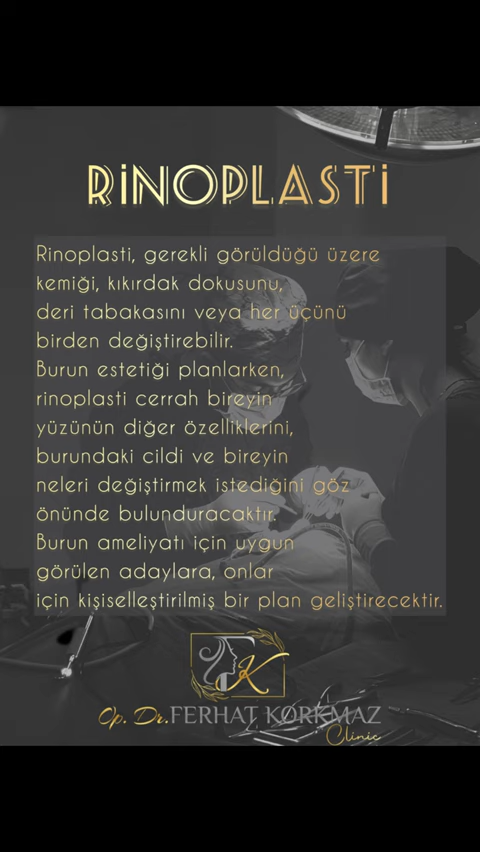 RİNOPLASTİ
Rinoplasti, gerekli görüldüğü üzere
kemiği, kıkırdak dokusunu,
deri tabakasını veya her üçünü
birden değiştirebilir.
Burun estetiği planlarken,
rinoplasti cerrah bireyin
yüzünün diğer özelliklerini,
burundaki cildi ve bireyin
neleri değiştirmek istediğini göz
önünde bulunduracaktır.
Burun ameliyatı için uygun
görülen adaylara, onlar
için kişiselleştirilmiş bir plan geliştirecektir.
K
Op. Dr. FERHAT KORKMAZ
Clinic